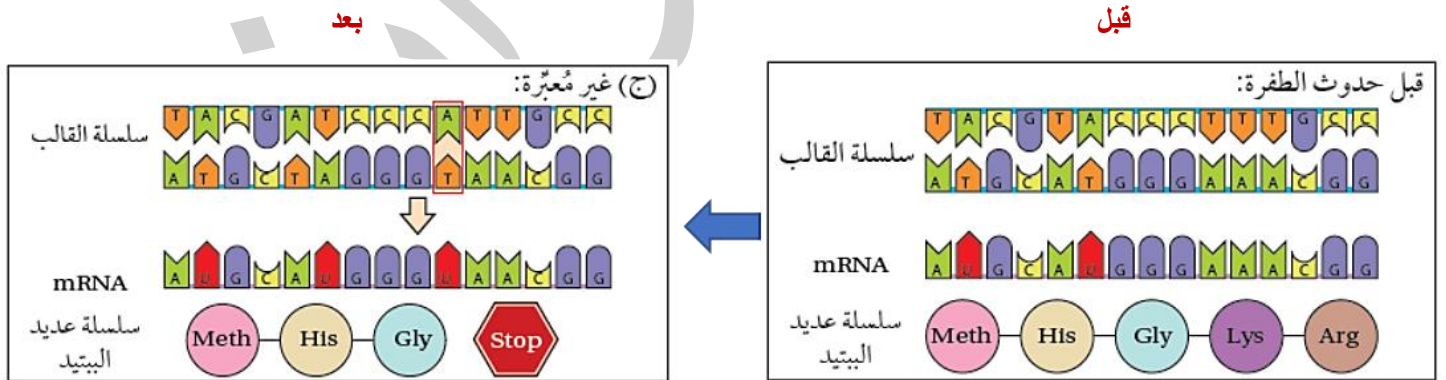 قبل
قبل حدوث الطفرة:
T A C G T A C C C T T T G C C
سلسلة القالب
A T G C A T G G G A A A C G G
mRNA
A U G C A U G G G A A A C G G
سلسلة عديد
الببتيد
Meth His Gly Lys Arg
بعد
(ج) غير مُعبِّرة:
T A C G A T C C C A T T G C C
سلسلة القالب
A T G C T A G G G T A A C G G
mRNA
A U G C A U G G G U A A C G G
سلسلة عديد
الببتيد
Meth His Gly Stop